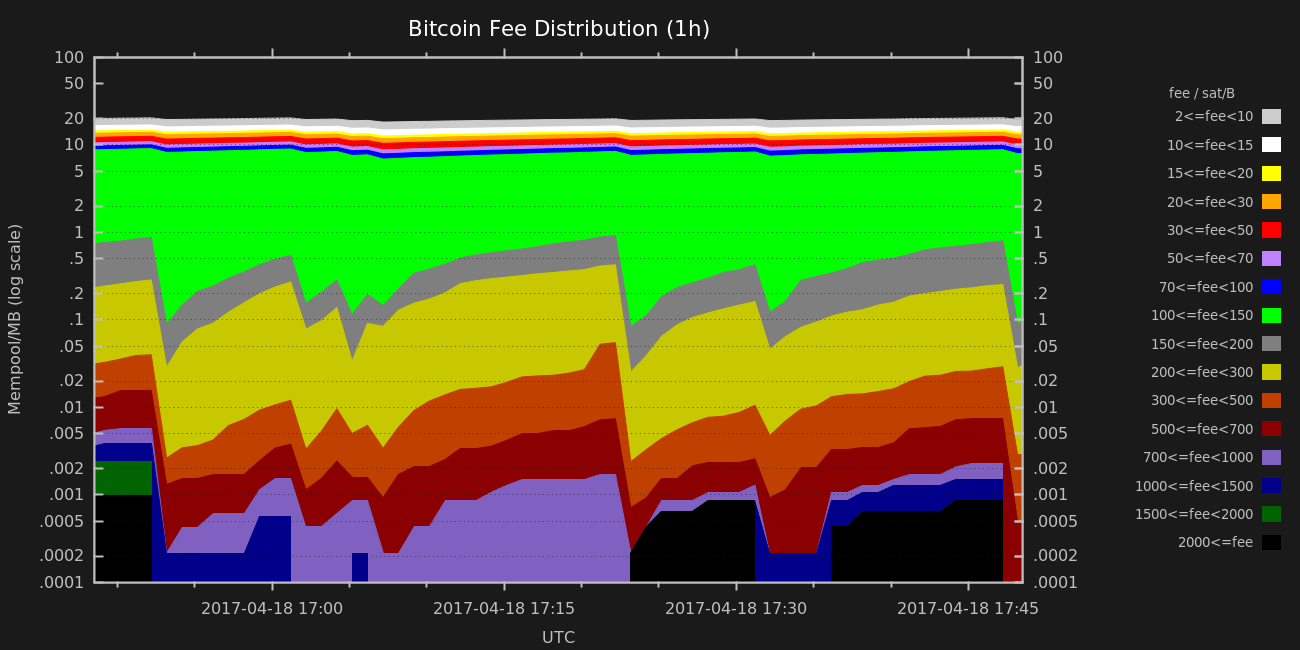 Bitcoin Fee Distribution (1h)
100
50
20
10
5
2
1
.5
.2
.1
.05
.02
.01
.005
.002
.001
.0005
.0002
.0001
Mempool/MB (log scale)
100
50
20
10
5
2
1
.5
.2
.1
.05
.02
.01
.005
.002
.001
.0005
.0002
.0001
2017-04-18 17:00
2017-04-18 17:15
2017-04-18 17:30
2017-04-18 17:45
UTC
fee / sat/B
2<=fee<10
10<=fee<15
15<=fee<20
20<=fee<30
30<=fee<50
50<=fee<70
70<=fee<100
100<=fee<150
150<=fee<200
200<=fee<300
300<=fee<500
500<=fee<700
700<=fee<1000
1000<=fee<1500
1500<=fee<2000
2000<=fee